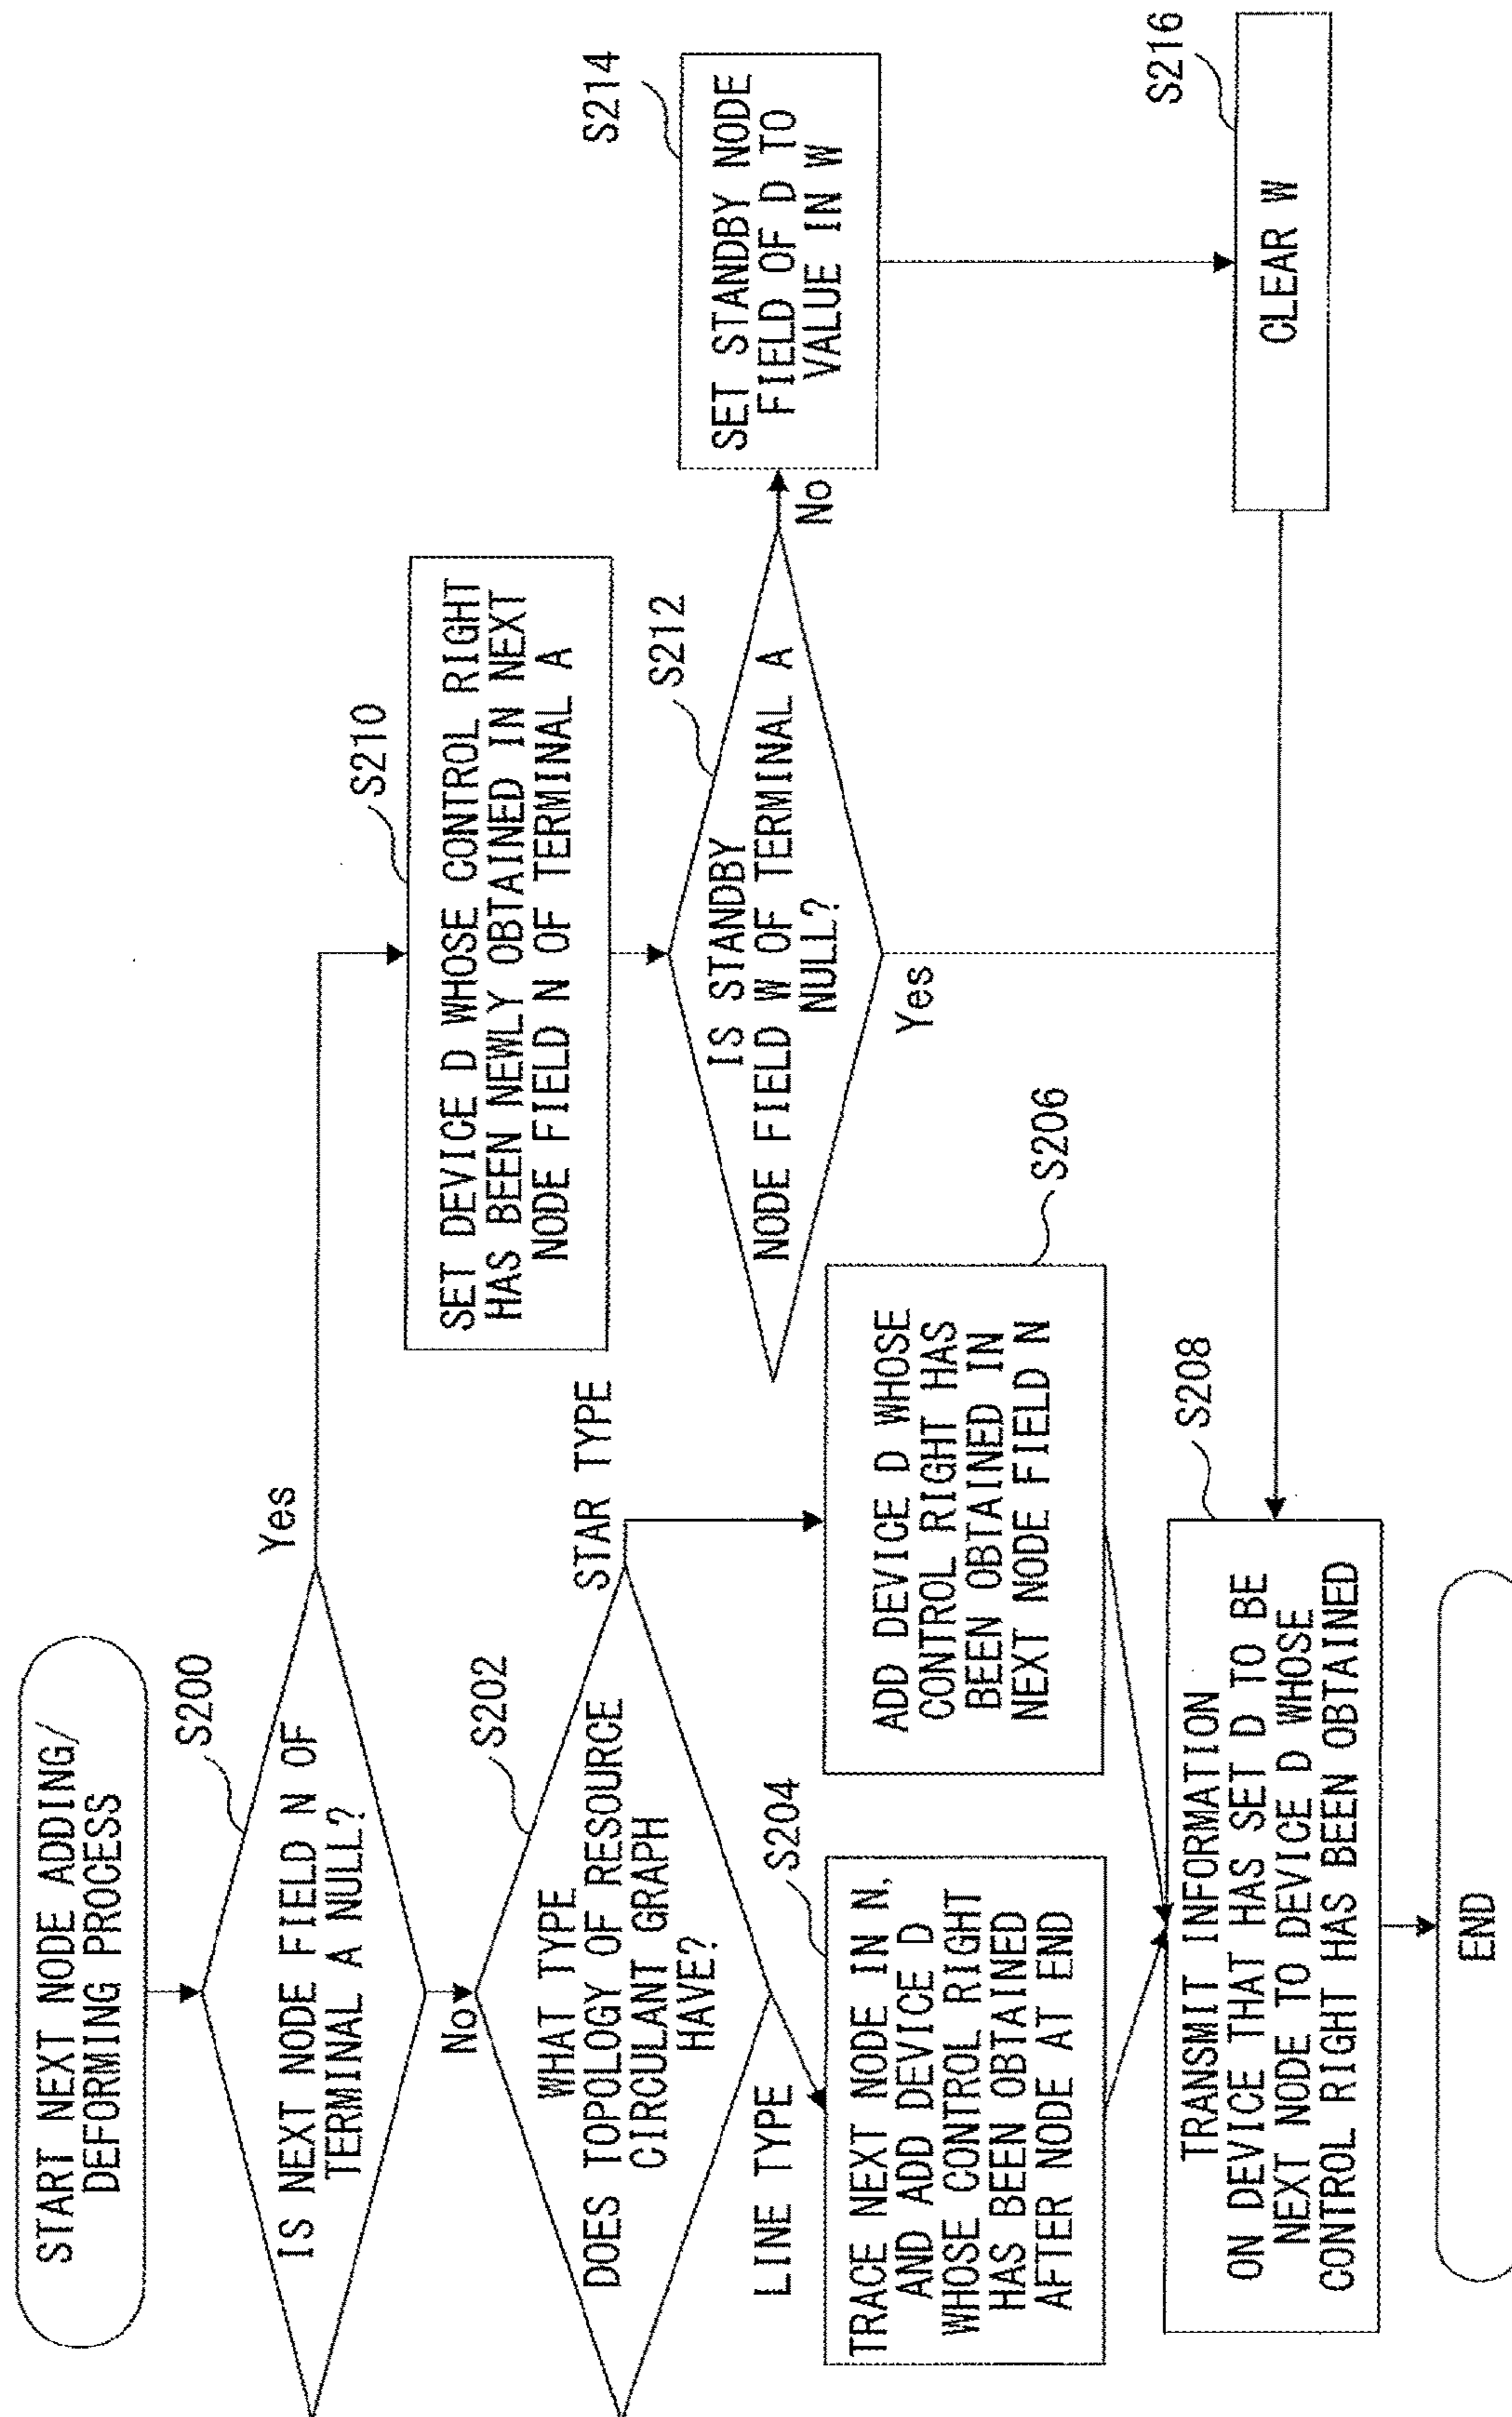 START NEXT NODE ADDING/
DEFORMING PROCESS
S200
IS NEXT NODE FIELD N OF
TERMINAL A NULL?
Yes
No
S202
WHAT TYPE
DOES TOPOLOGY OF RESOURCE
CIRCULANT GRAPH
HAVE?
STAR TYPE
LINE TYPE
S204
TRACE NEXT NODE IN N,
AND ADD DEVICE D
WHOSE CONTROL RIGHT
HAS BEEN OBTAINED
AFTER NODE AT END
S206
ADD DEVICE D WHOSE
CONTROL RIGHT HAS
BEEN OBTAINED IN
NEXT NODE FIELD N
S208
TRANSMIT INFORMATION
ON DEVICE THAT HAS SET D TO BE
NEXT NODE TO DEVICE D WHOSE
CONTROL RIGHT HAS BEEN OBTAINED
END
S210
SET DEVICE D WHOSE CONTROL RIGHT
HAS BEEN NEWLY OBTAINED IN NEXT
NODE FIELD N OF TERMINAL A
S212
IS STANDBY
NODE FIELD W OF TERMINAL A
NULL?
No
Yes
S214
SET STANDBY NODE
FIELD OF D TO
VALUE IN W
S216
CLEAR W